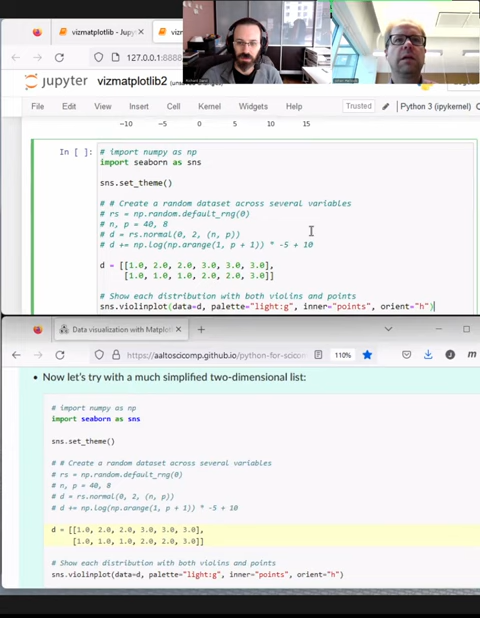 vizmatplotlib - Jupyt
vizm
127.0.0.1:8888
jupyter vizmatplotlib2
File Edit View Insert Cell Kernel Widgets Help
Trusted
Python 3 (ipykernel)
−10 −5 0 5 10 15
In [ ]:
# import numpy as np
import seaborn as sns
sns.set_theme()
# # Create a random dataset across several variables
# rs = np.random.default_rng(0)
# n, p = 40, 8
# d = rs.normal(0, 2, (n, p))
# d += np.log(np.arange(1, p + 1)) * -5 + 10
d = [[1.0, 2.0, 2.0, 3.0, 3.0, 3.0],
[1.0, 1.0, 1.0, 2.0, 2.0, 3.0]]
# Show each distribution with both violins and points
sns.violinplot(data=d, palette="light:g", inner="points", orient="h")
Data visualization with Matplot
https://aaltoscicomp.github.io/python-for-scicom
110%
• Now let's try with a much simplified two-dimensional list:
# import numpy as np
import seaborn as sns
sns.set_theme()
# # Create a random dataset across several variables
# rs = np.random.default_rng(0)
# n, p = 40, 8
# d = rs.normal(0, 2, (n, p))
# d += np.log(np.arange(1, p + 1)) * -5 + 10
d = [[1.0, 2.0, 2.0, 3.0, 3.0, 3.0],
[1.0, 1.0, 1.0, 2.0, 2.0, 3.0]]
# Show each distribution with both violins and points
sns.violinplot(data=d, palette="light:g", inner="points", orient="h")